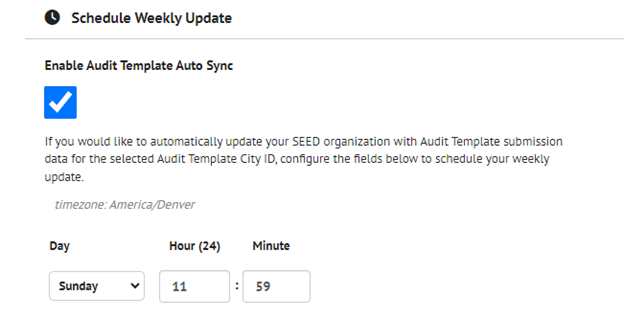 Schedule Weekly Update
Enable Audit Template Auto Sync
If you would like to automatically update your SEED organization with Audit Template submission
data for the selected Audit Template City ID, configure the fields below to schedule your weekly
update.
timezone: America/Denver
Day Hour (24) Minute
Sunday 11 : 59